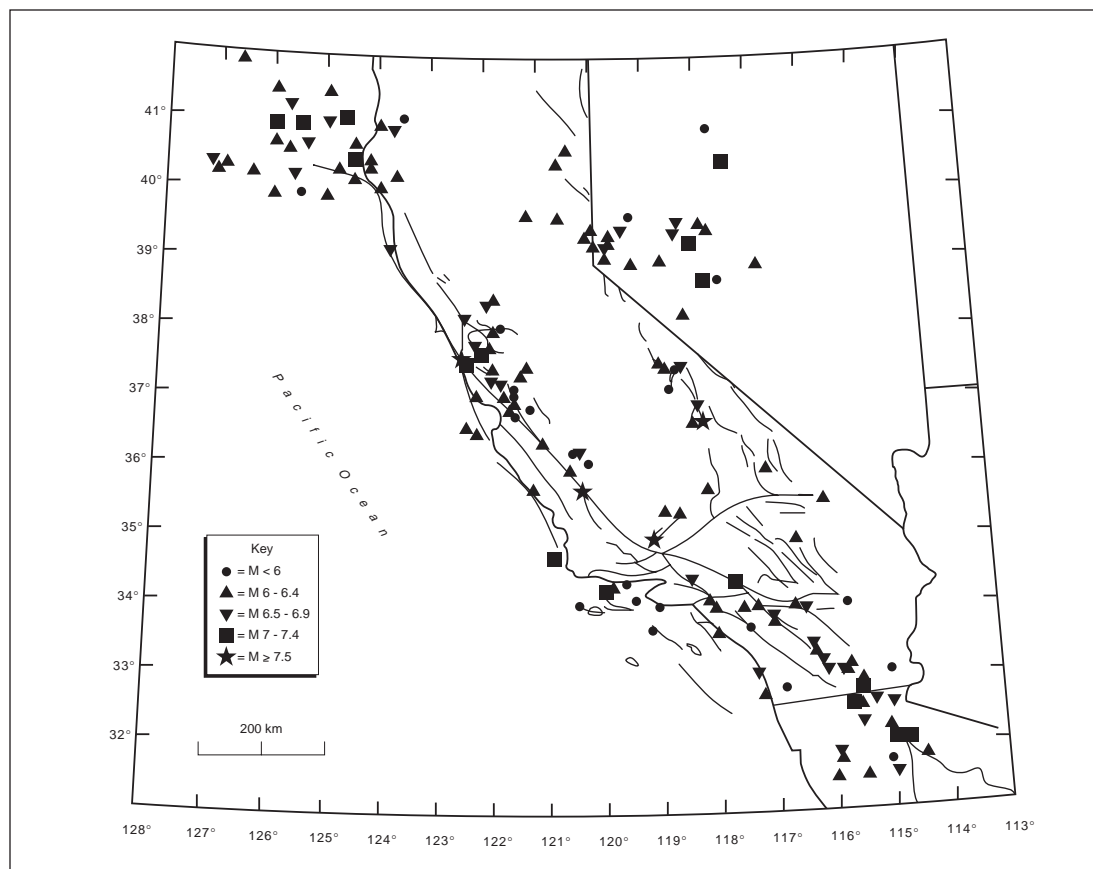 41°
40°
39°
38°
37°
36°
35°
34°
33°
32°
Pacific Ocean
Key
= M < 6
= M 6 - 6.4
= M 6.5 - 6.9
= M 7 - 7.4
= M ≥ 7.5
200 km
128° 127° 126° 125° 124° 123° 122° 121° 120° 119° 118° 117° 116° 115° 114° 113°